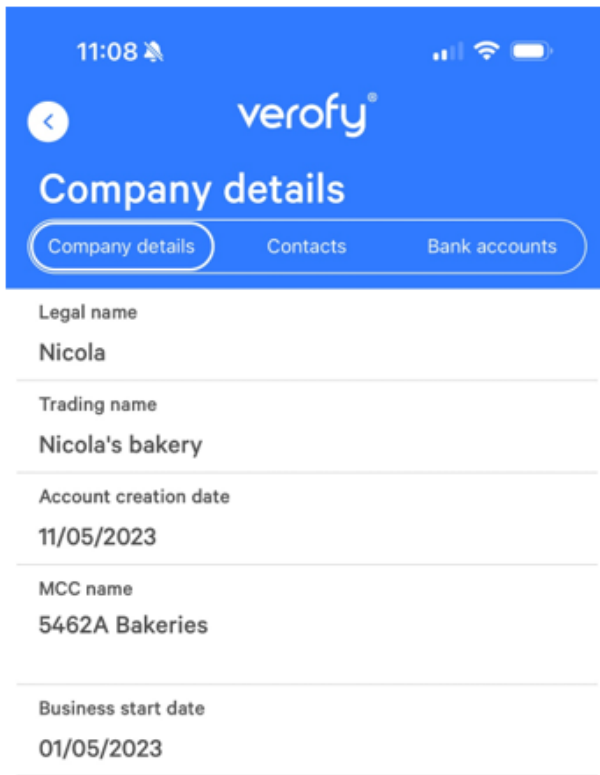 11:08
verofy®
Company details
Company details Contacts Bank accounts
Legal name
Nicola
Trading name
Nicola's bakery
Account creation date
11/05/2023
MCC name
5462A Bakeries
Business start date
01/05/2023